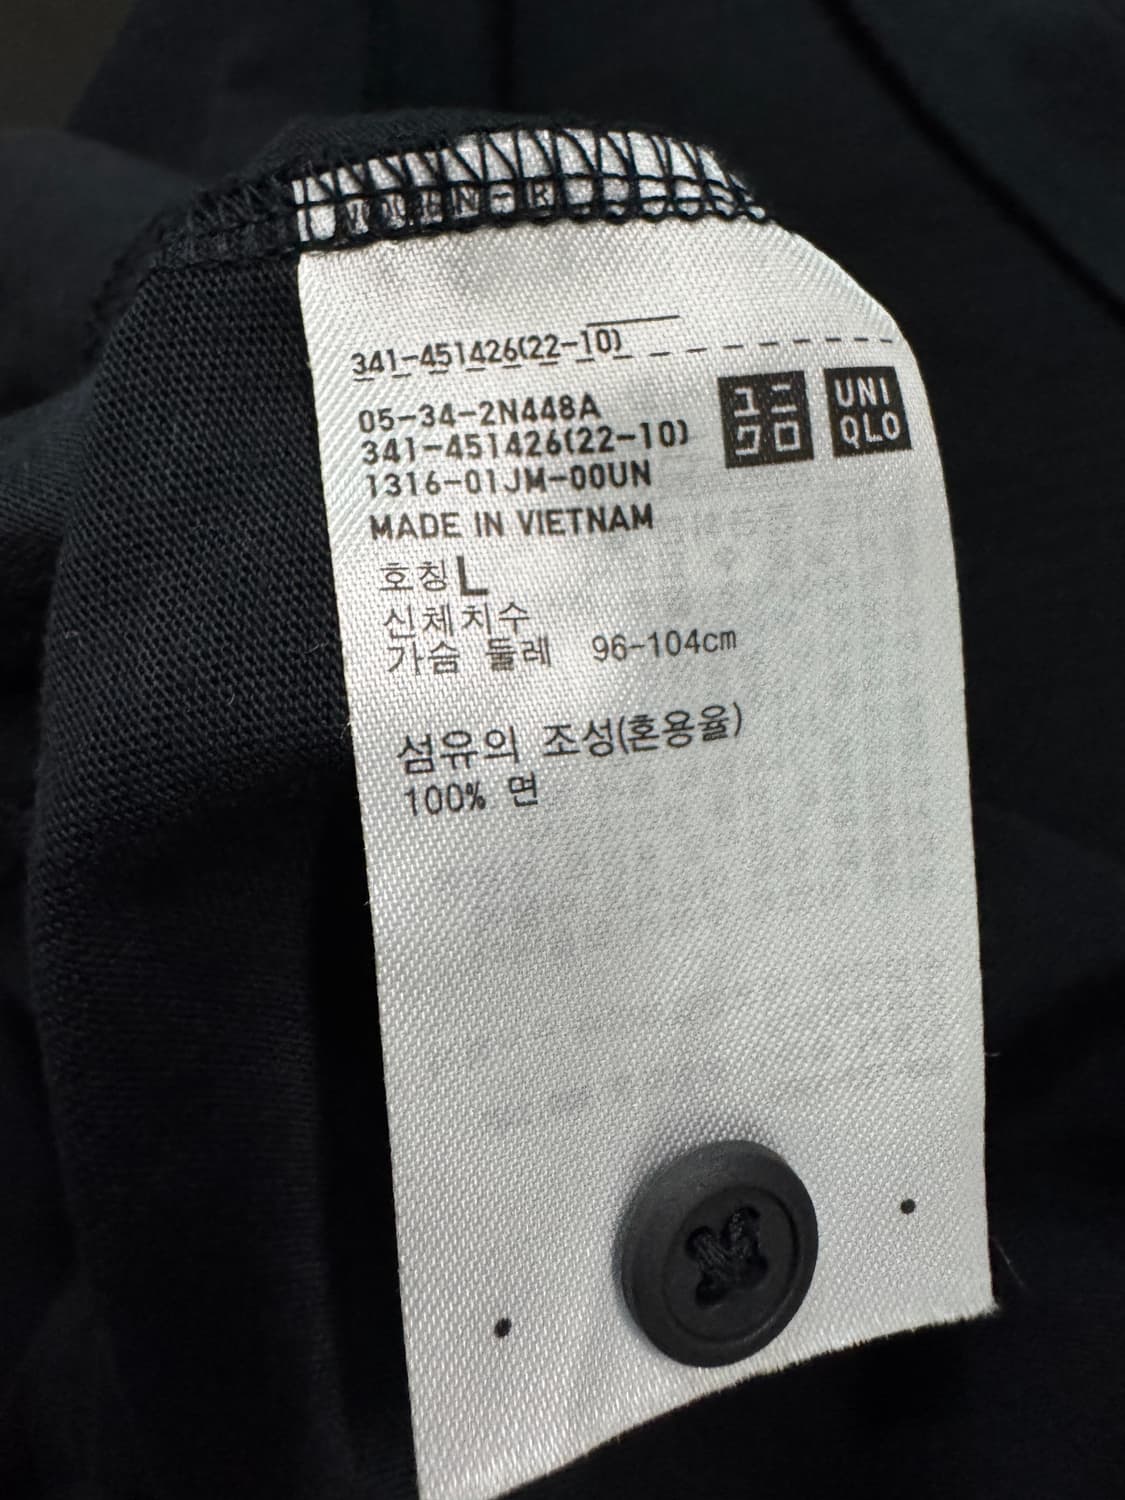 341-451426(22-10)
05-34-2N448A
341-451426(22-10)
1316-01JM-00UN
MADE IN VIETNAM
ユニ
クロ
UNI
QLO
호칭 L
신체치수
가슴 둘레 96-104cm
섬유의 조성(혼용율)
100% 면